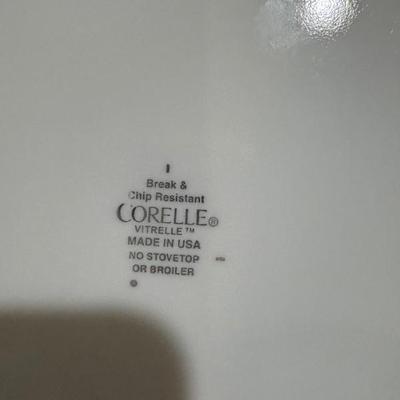 I
Break &
Chip Resistant
CORELLE®
VITRELLE™
MADE IN USA
NO STOVETOP
OR BROILER